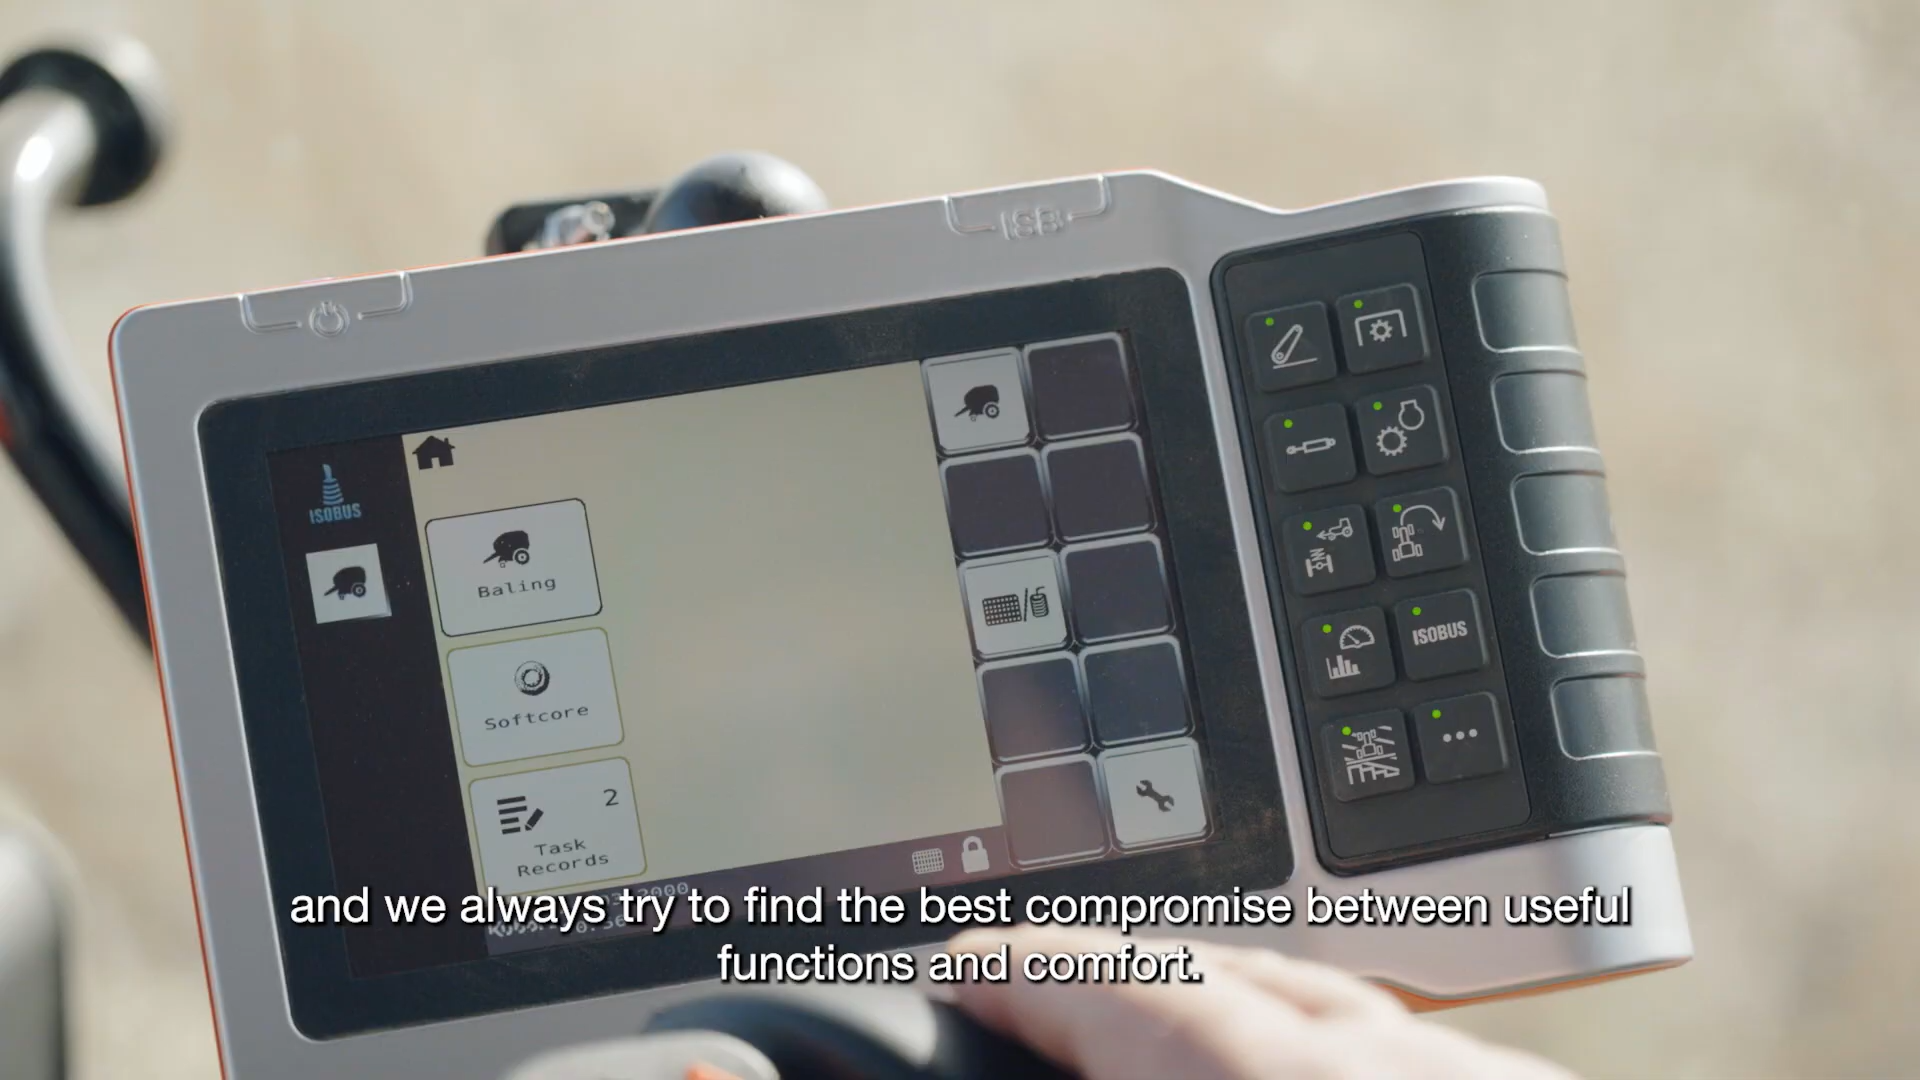 ISB
ISOBUS
Baling
Softcore
2
Task
Records
ISOBUS
2000
and we always try to find the best compromise between useful
functions and comfort.